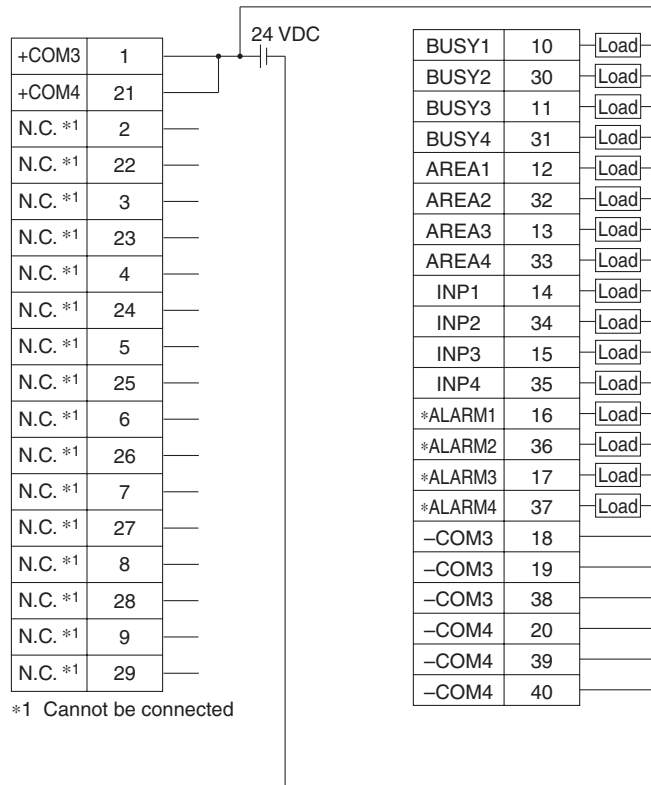 24 VDC
+COM3 1
+COM4 21
N.C. *1 2
N.C. *1 22
N.C. *1 3
N.C. *1 23
N.C. *1 4
N.C. *1 24
N.C. *1 5
N.C. *1 25
N.C. *1 6
N.C. *1 26
N.C. *1 7
N.C. *1 27
N.C. *1 8
N.C. *1 28
N.C. *1 9
N.C. *1 29
*1 Cannot be connected
BUSY1 10 Load
BUSY2 30 Load
BUSY3 11 Load
BUSY4 31 Load
AREA1 12 Load
AREA2 32 Load
AREA3 13 Load
AREA4 33 Load
INP1 14 Load
INP2 34 Load
INP3 15 Load
INP4 35 Load
*ALARM1 16 Load
*ALARM2 36 Load
*ALARM3 17 Load
*ALARM4 37 Load
–COM3 18
–COM3 19
–COM3 38
–COM4 20
–COM4 39
–COM4 40